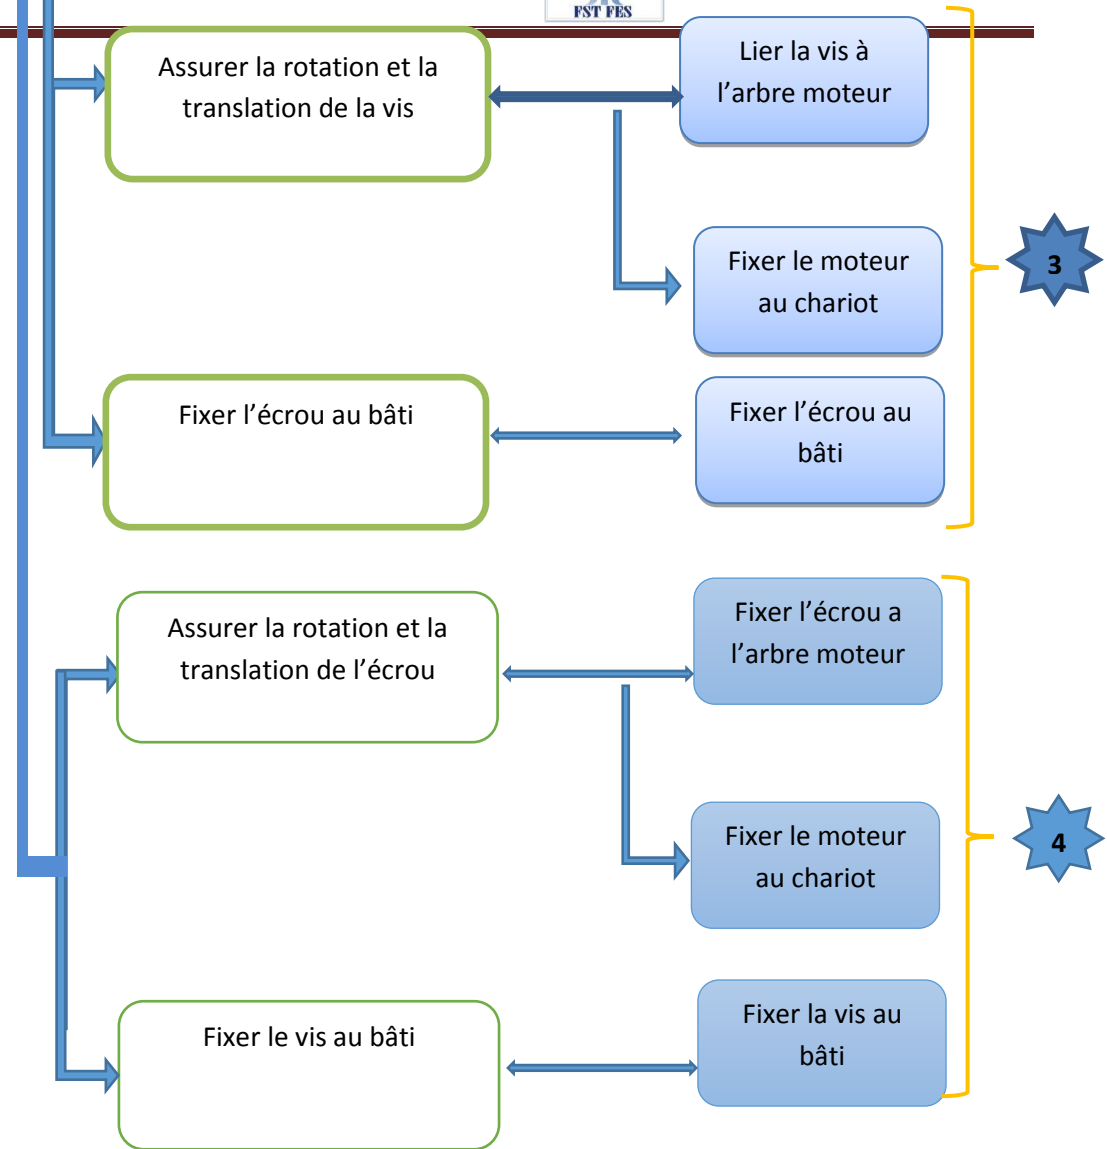 FST FES
Assurer la rotation et la
translation de la vis
Lier la vis à
l’arbre moteur
Fixer le moteur
au chariot
3
Fixer l’écrou au bâti
Fixer l’écrou au
bâti
Assurer la rotation et la
translation de l’écrou
Fixer l’écrou a
l’arbre moteur
Fixer le moteur
au chariot
4
Fixer le vis au bâti
Fixer la vis au
bâti